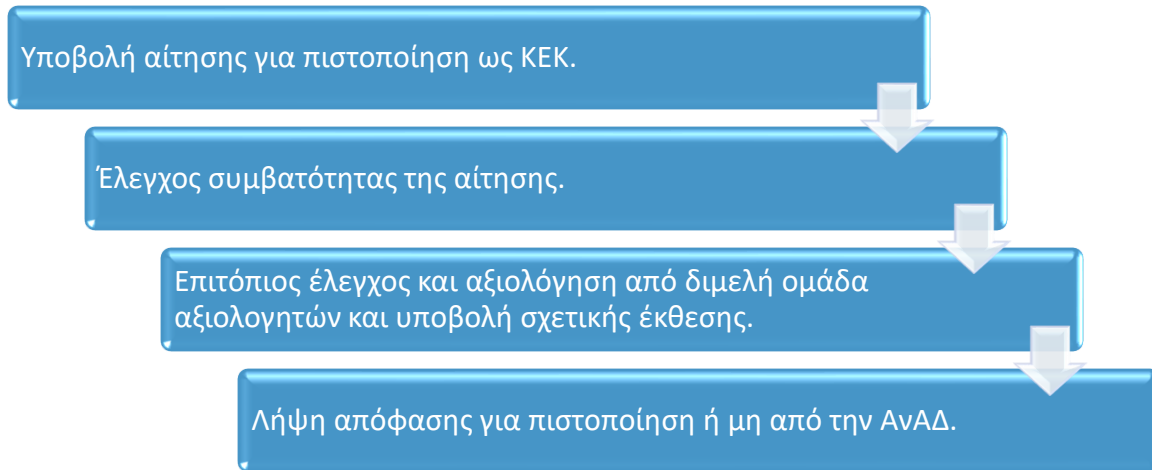 Υποβολή αίτησης για πιστοποίηση ως ΚΕΚ.
Έλεγχος συμβατότητας της αίτησης.
Επιτόπιος έλεγχος και αξιολόγηση από διμελή ομάδα
αξιολογητών και υποβολή σχετικής έκθεσης.
Λήψη απόφασης για πιστοποίηση ή μη από την ΑνΑΔ.